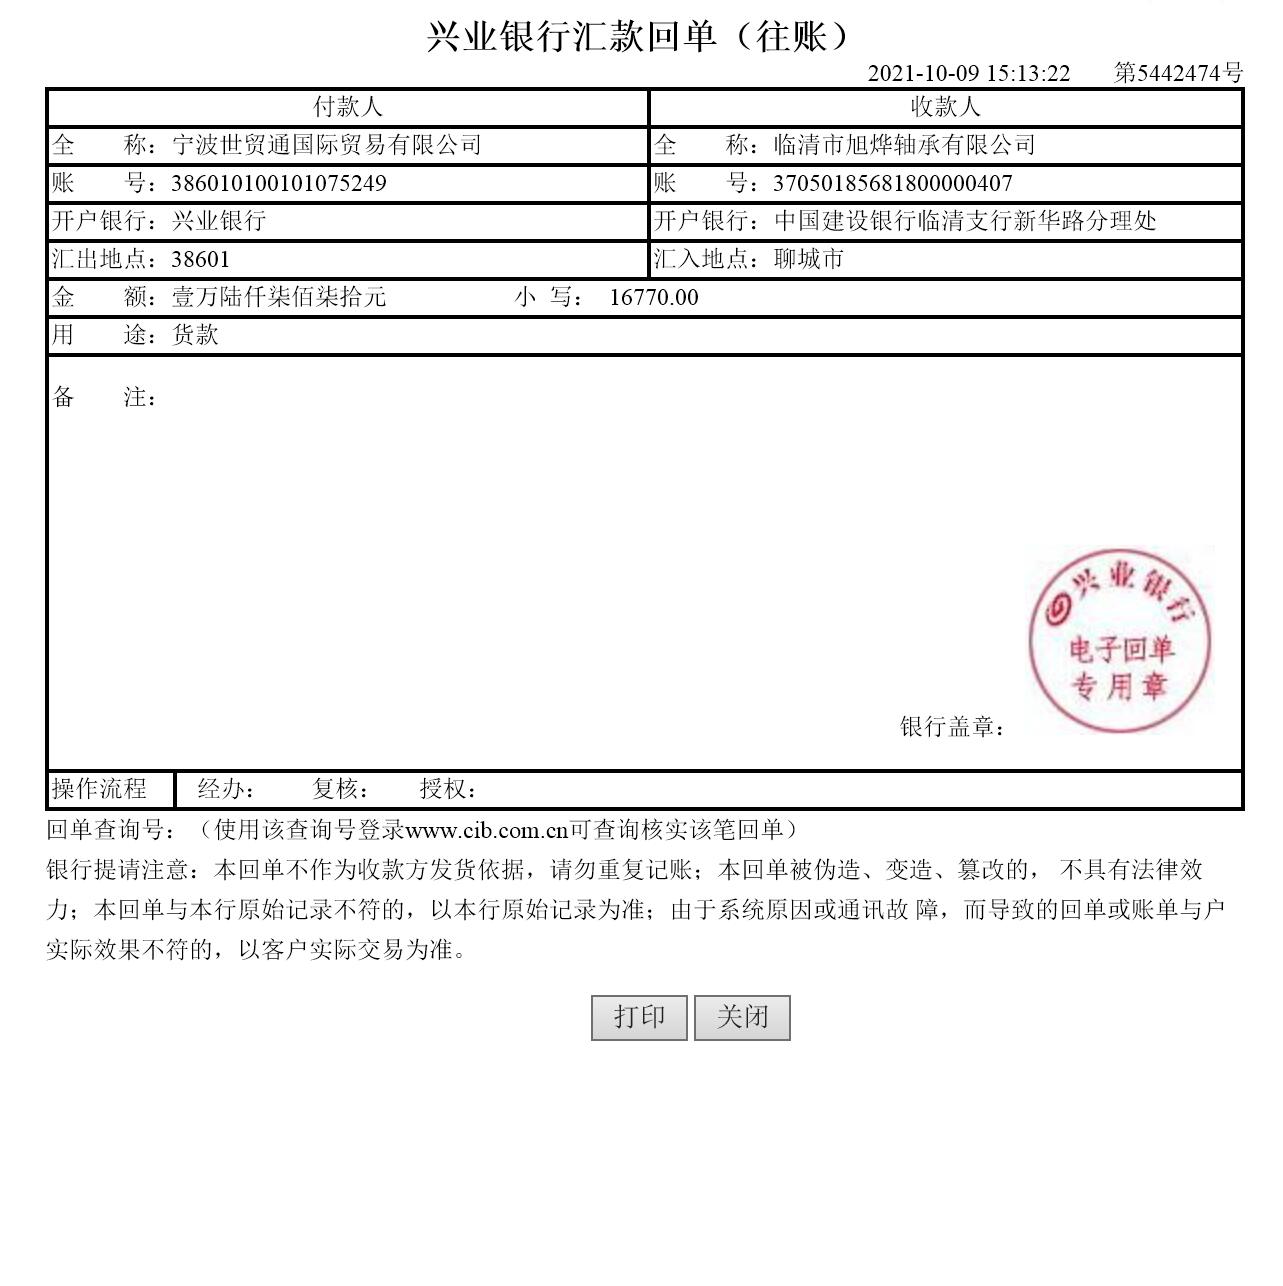 兴业银行汇款回单（往账）
2021-10-09 15:13:22 第5442474号
付款人 收款人
全 称：宁波世贸通国际贸易有限公司 全 称：临清市旭烨轴承有限公司
账 号：386010100101075249 账 号：37050185681800000407
开户银行：兴业银行 开户银行：中国建设银行临清支行新华路分理处
汇出地点：38601 汇入地点：聊城市
金 额：壹万陆仟柒佰柒拾元 小 写： 16770.00
用 途：货款
备 注：
兴业银行
电子回单
专用章
银行盖章：
操作流程 经办： 复核： 授权：
回单查询号：（使用该查询号登录www.cib.com.cn可查询核实该笔回单）
银行提请注意：本回单不作为收款方发货依据，请勿重复记账；本回单被伪造、变造、篡改的， 不具有法律效
力；本回单与本行原始记录不符的，以本行原始记录为准；由于系统原因或通讯故 障，而导致的回单或账单与户
实际效果不符的，以客户实际交易为准。
打印 关闭